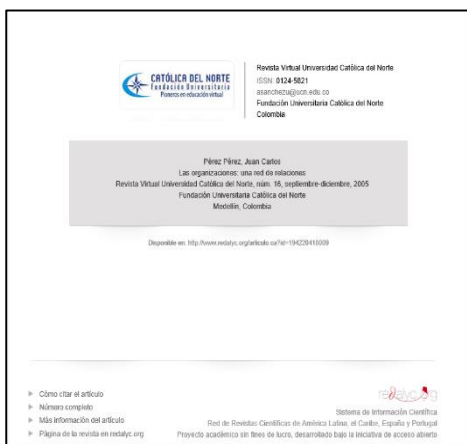 CATÓLICA DEL NORTE
Fundación Universitaria
Pioneros en educación virtual
Revista Virtual Universidad Católica del Norte
ISSN: 0124-5821
asanchezu@ucn.edu.co
Fundación Universitaria Católica del Norte
Colombia
Pérez Pérez, Juan Carlos
Las organizaciones: una red de relaciones
Revista Virtual Universidad Católica del Norte, núm. 16, septiembre-diciembre, 2005
Fundación Universitaria Católica del Norte
Medellín, Colombia
Disponible en: http://www.redalyc.org/articulo.oa?id=194220418009
Cómo citar el artículo
Número completo
Más información del artículo
Página de la revista en redalyc.org
redalyc.org
Sistema de Información Científica
Red de Revistas Científicas de América Latina, el Caribe, España y Portugal
Proyecto académico sin fines de lucro, desarrollado bajo la iniciativa de acceso abierto